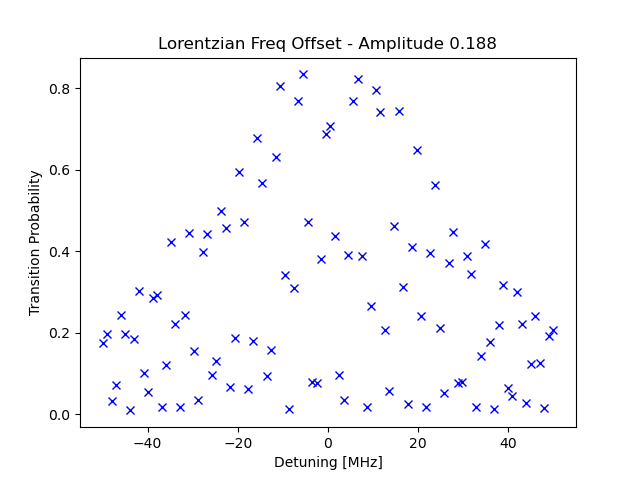 Lorentzian Freq Offset - Amplitude 0.188
0.8
0.6
0.4
0.2
0.0
Transition Probability
−40 −20 0 20 40
Detuning [MHz]